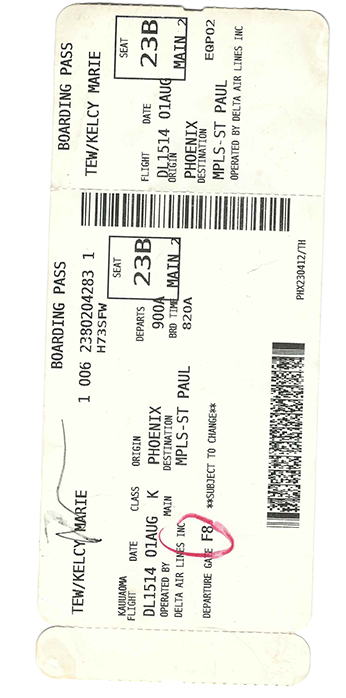 BOARDING PASS
TEW/KELCY MARIE
SEAT
23B
MAIN 2
FLIGHT DATE
DL1514 01AUG
ORIGIN
PHOENIX
DESTINATION
MPLS-ST PAUL
OPERATED BY DELTA AIR LINES INC
EQP02
BOARDING PASS
1 006 2380204283 1
H73SFW
TEW/KELCY MARIE
SEAT
23B
MAIN 2
DEPARTS
900A
BRD TIME
820A
KAUUAOMA
FLIGHT DATE CLASS ORIGIN
DL1514 01AUG K PHOENIX
OPERATED BY MAIN DESTINATION
DELTA AIR LINES INC MPLS-ST PAUL
DEPARTURE GATE F8 **SUBJECT TO CHANGE**
PHX230412/TH